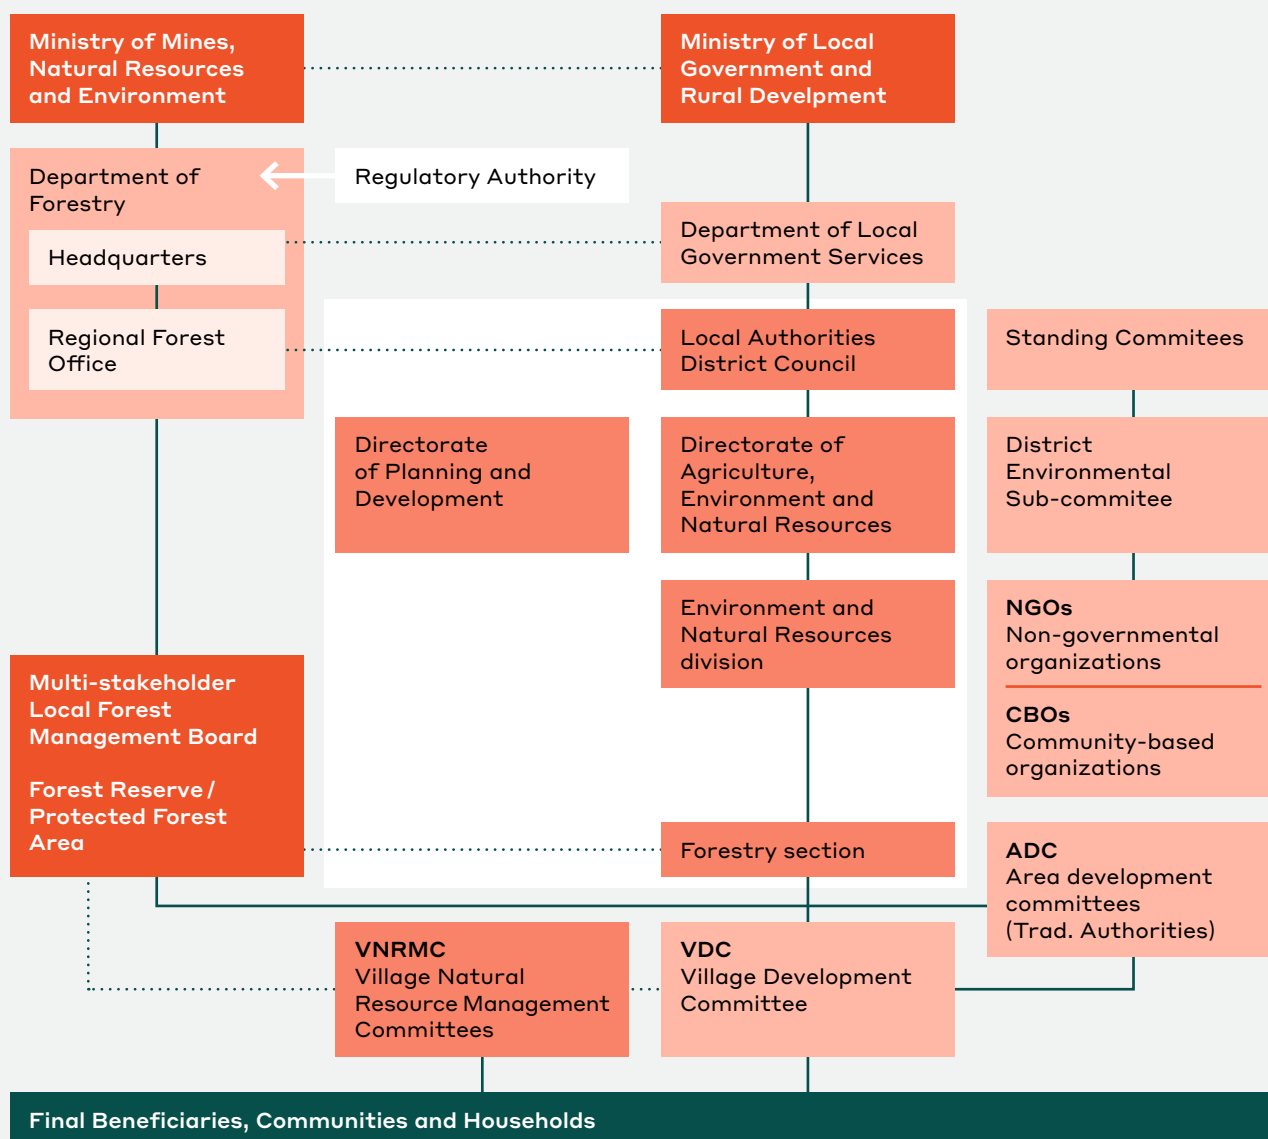 Ministry of Mines,
Natural Resources
and Environment
Ministry of Local
Government and
Rural Develpment
Department of
Forestry
Regulatory Authority
Headquarters
Department of Local
Government Services
Regional Forest
Office
Local Authorities
District Council
Standing Commitees
Directorate
of Planning and
Development
Directorate of
Agriculture,
Environment and
Natural Resources
District
Environmental
Sub-commitee
Environment and
Natural Resources
division
NGOs
Non-governmental
organizations
CBOs
Community-based
organizations
Multi-stakeholder
Local Forest
Management Board
Forest Reserve /
Protected Forest
Area
Forestry section
ADC
Area development
committees
(Trad. Authorities)
VNRMC
Village Natural
Resource Management
Committees
VDC
Village Development
Committee
Final Beneficiaries, Communities and Households